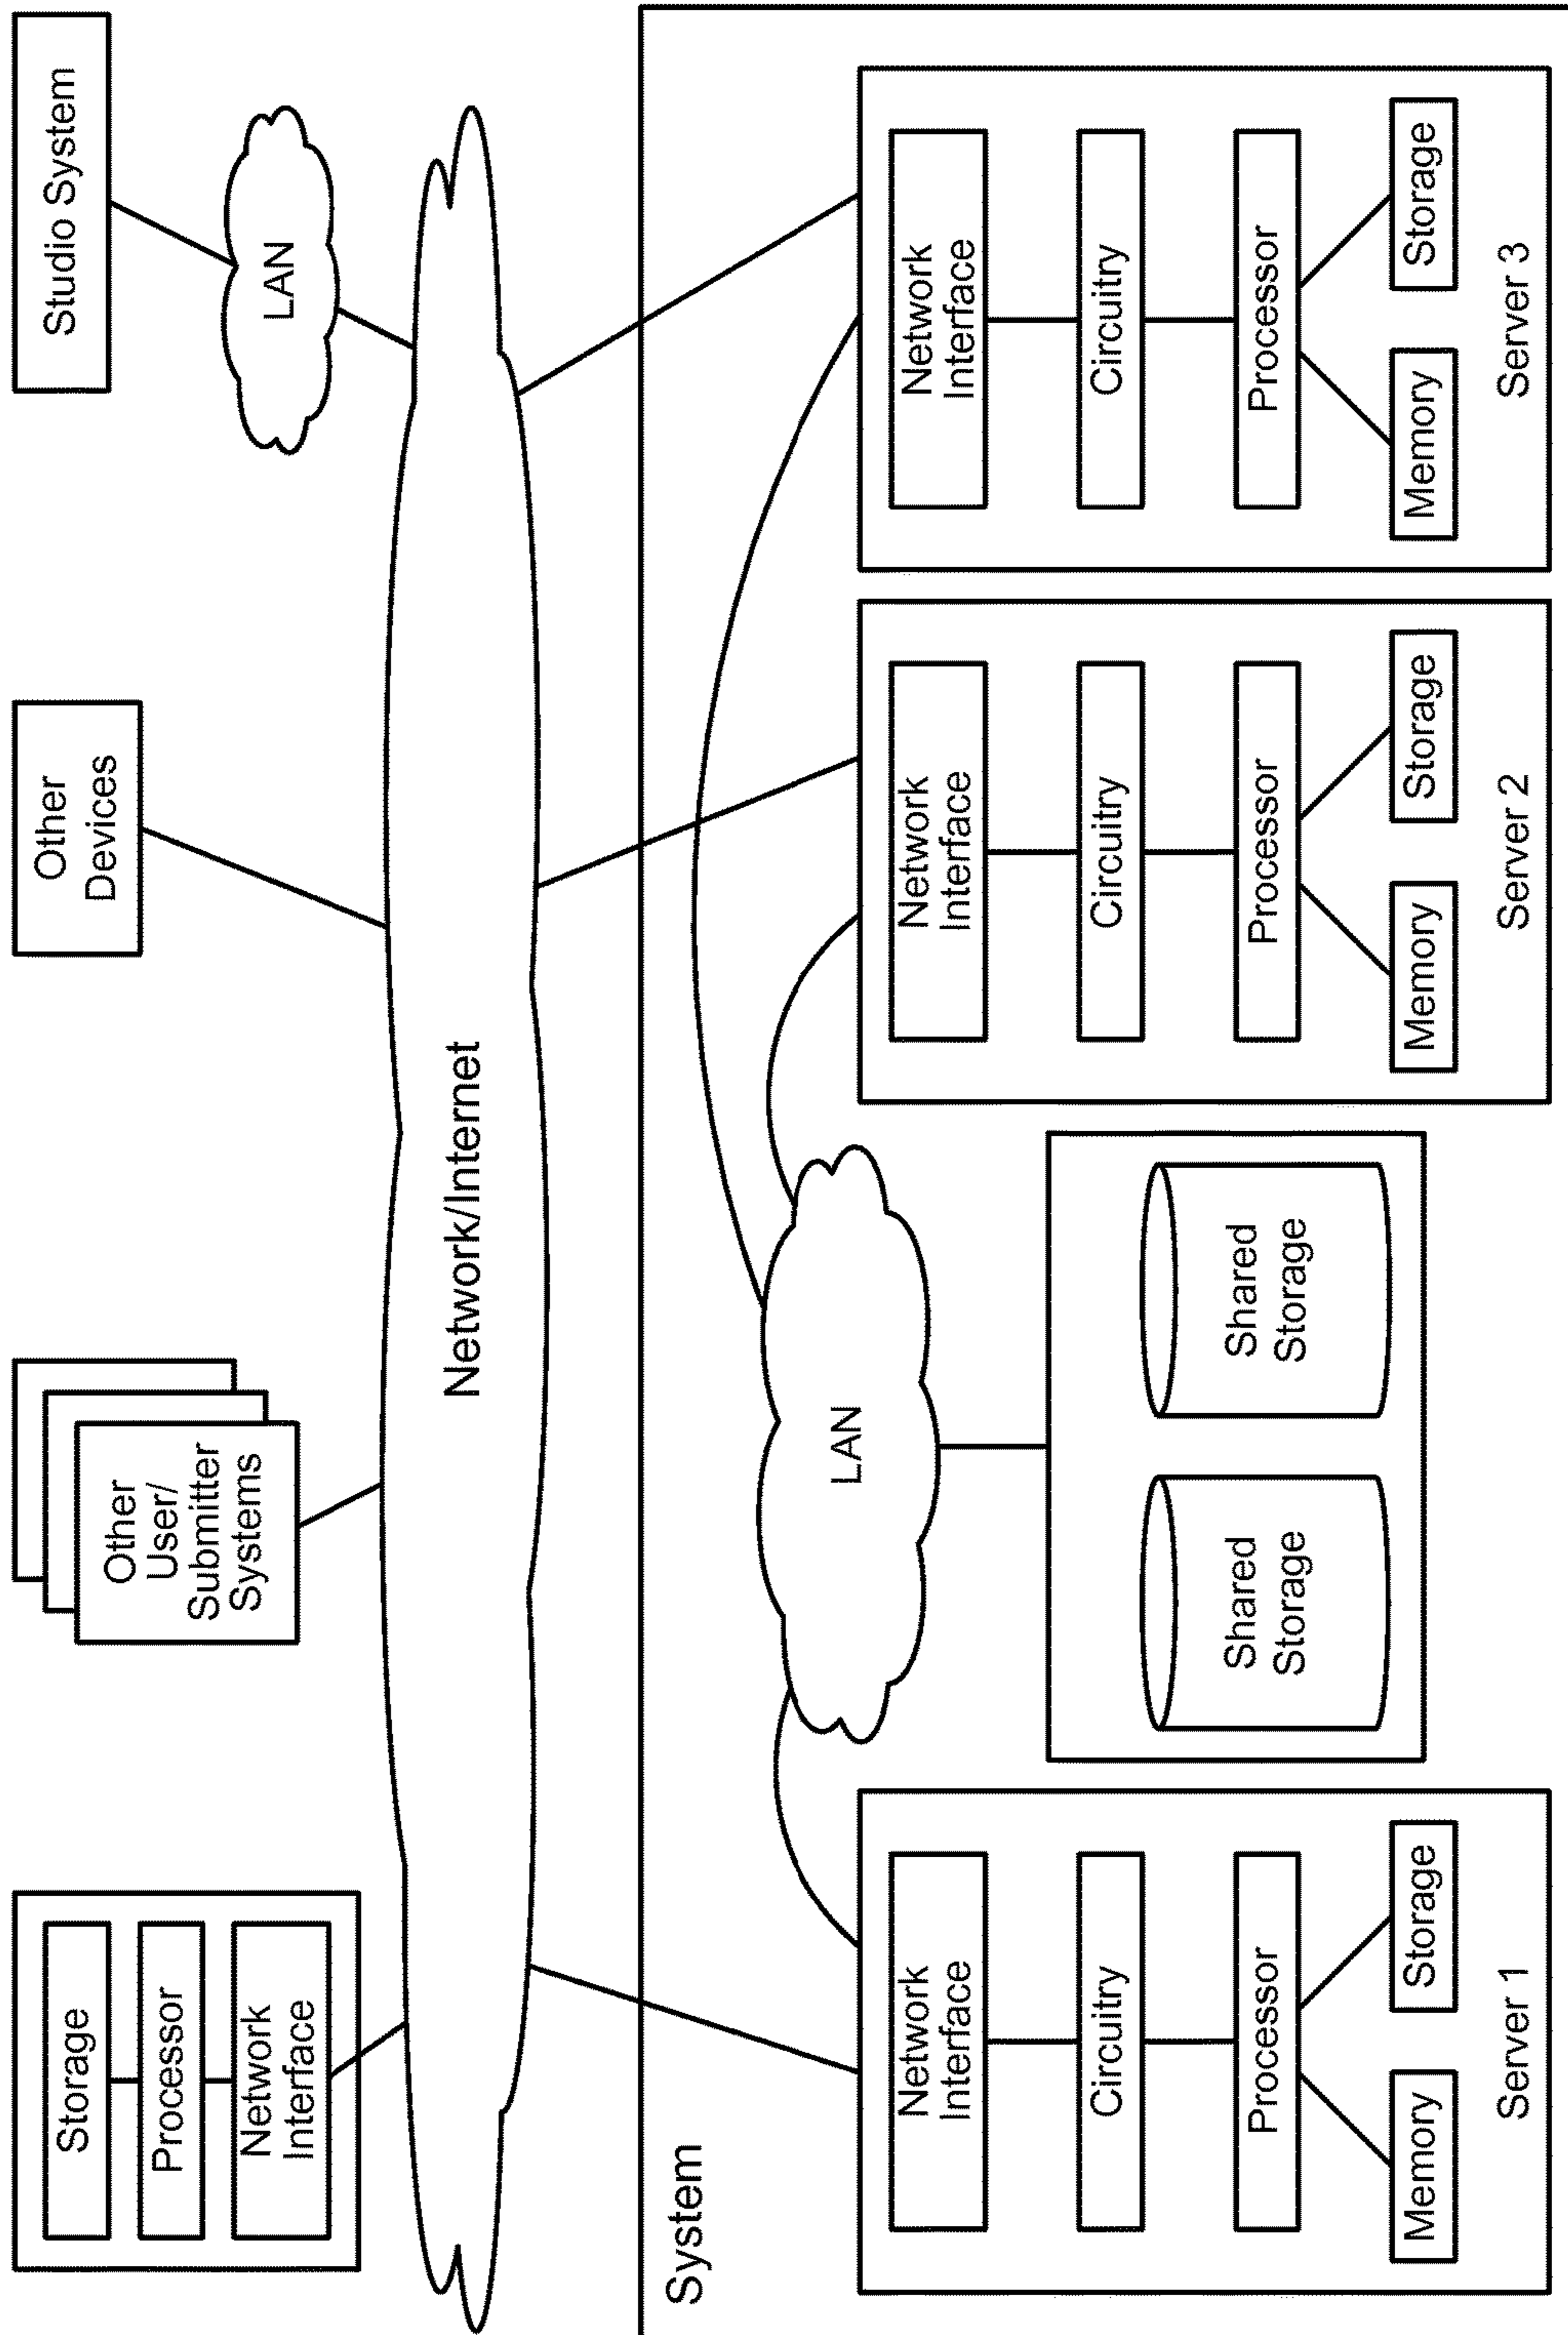 Storage
Processor
Network
Interface
Other
User/
Submitter
Systems
Other
Devices
Studio System
LAN
Network/Internet
System
LAN
Network
Interface
Circuitry
Processor
Memory
Storage
Server 1
Shared
Storage
Shared
Storage
Network
Interface
Circuitry
Processor
Memory
Storage
Server 2
Network
Interface
Circuitry
Processor
Memory
Storage
Server 3